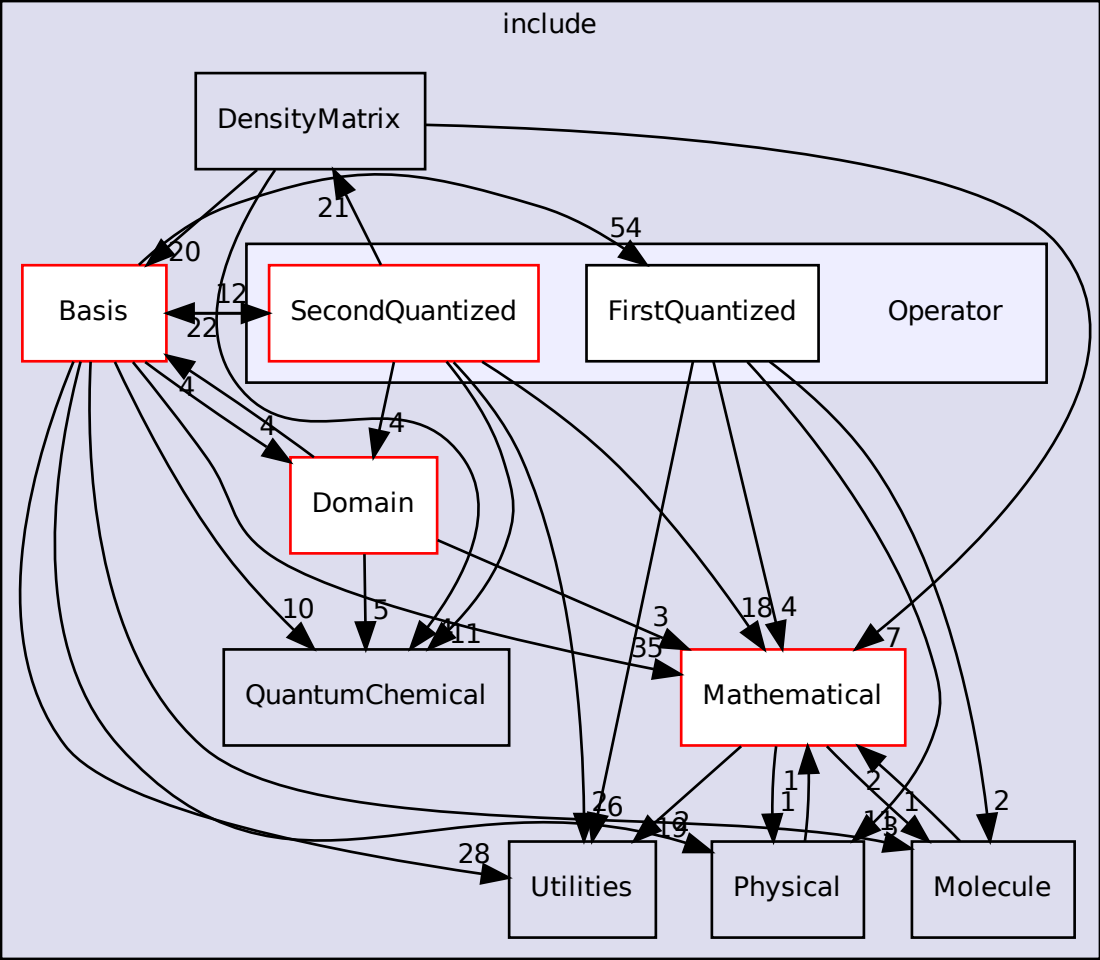 include
DensityMatrix
21
54
20
Basis
12
22
SecondQuantized
FirstQuantized
Operator
4
4
4
Domain
10
5
11
3
35
18
4
7
QuantumChemical
Mathematical
1
1
2
1
2
2
6
19
2
13
3
28
Utilities
Physical
Molecule